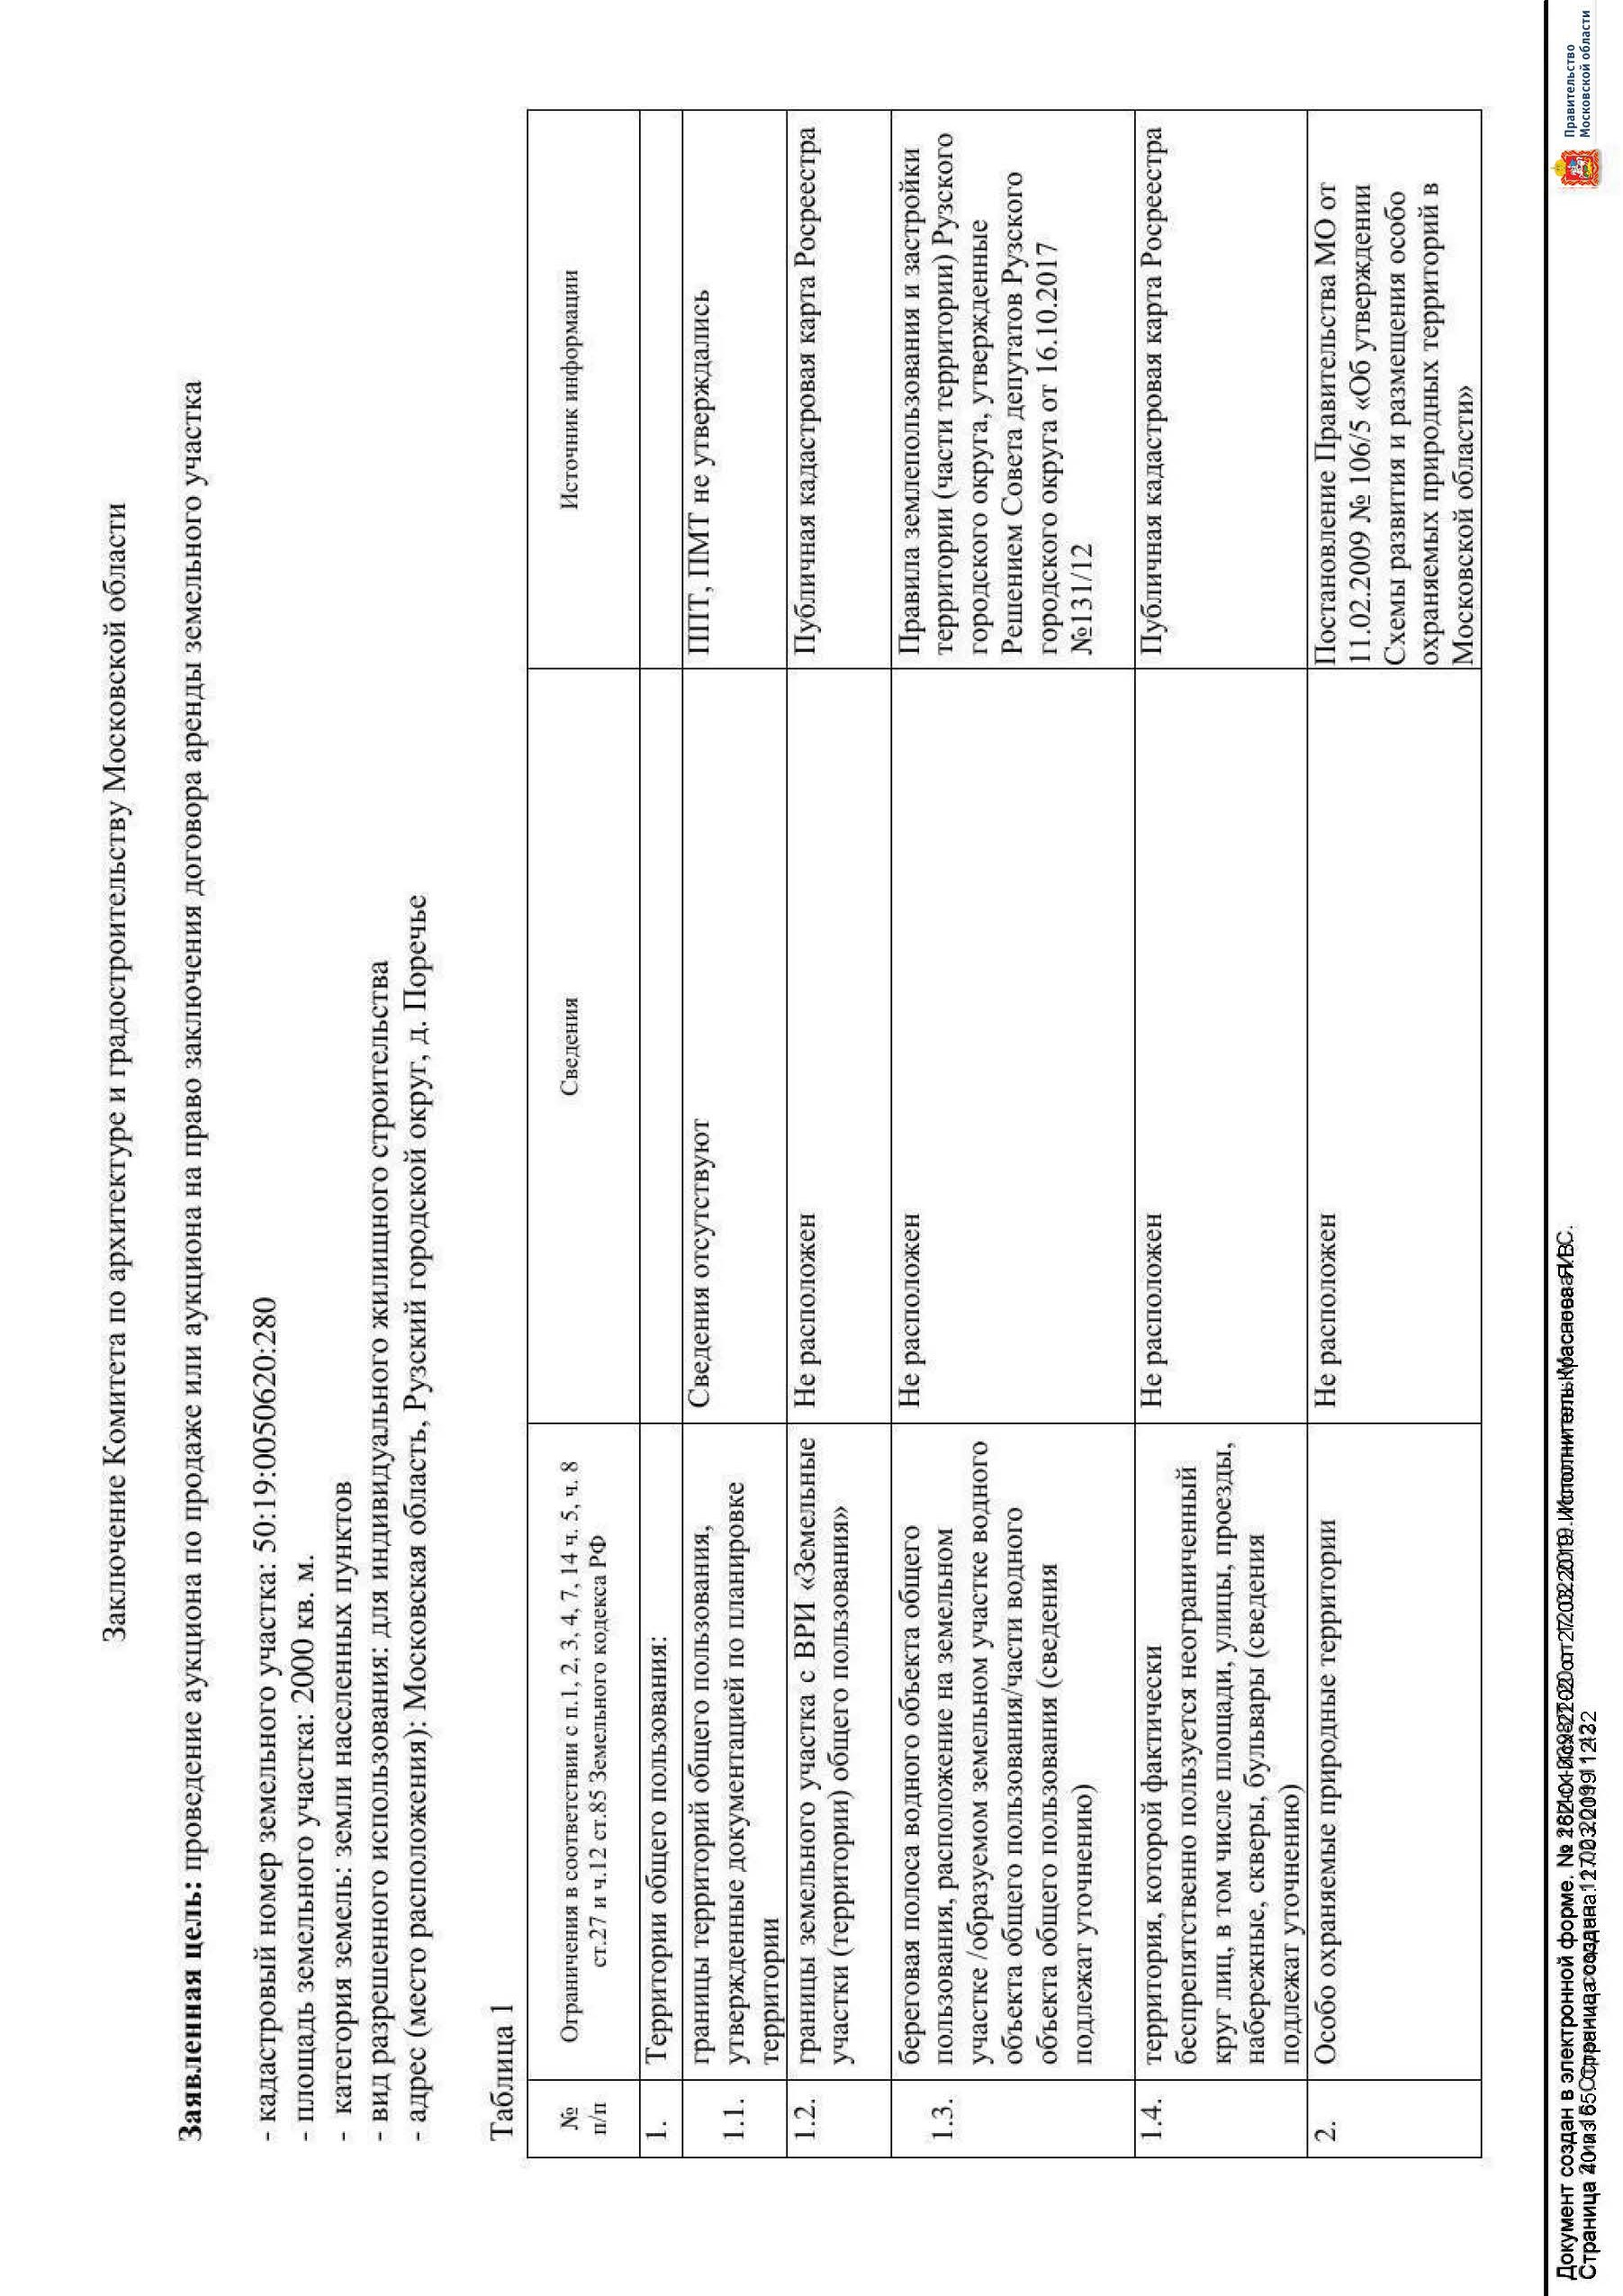 Заключение Комитета по архитектуре и градостроительству Московской области
Заявленная цель: проведение аукциона по продаже или аукциона на право заключения договора аренды земельного участка
- кадастровый номер земельного участка: 50:19:0050620:280
- площадь земельного участка: 2000 кв. м.
- категория земель: земли населенных пунктов
- вид разрешенного использования: для индивидуального жилищного строительства
- адрес (место расположения): Московская область, Рузский городской округ, д. Поречье
Таблица 1
№
п/п
Ограничения в соответствии с п.1, 2, 3, 4, 7, 14 ч. 5, ч. 8
ст.27 и ч.12 ст.85 Земельного кодекса РФ
Сведения
Источник информации
1.
Территории общего пользования:
1.1.
границы территорий общего пользования,
утвержденные документацией по планировке
территории
Сведения отсутствуют
ППТ, ПМТ не утверждались
1.2.
границы земельного участка с ВРИ «Земельные
участки (территории) общего пользования»
Не расположен
Публичная кадастровая карта Росреестра
1.3.
береговая полоса водного объекта общего
пользования, расположение на земельном
участке /образуемом земельном участке водного
объекта общего пользования/части водного
объекта общего пользования (сведения
подлежат уточнению)
Не расположен
Правила землепользования и застройки
территории (части территории) Рузского
городского округа, утвержденные
Решением Совета депутатов Рузского
городского округа от 16.10.2017
№131/12
1.4.
территория, которой фактически
беспрепятственно пользуется неограниченный
круг лиц, в том числе площади, улицы, проезды,
набережные, скверы, бульвары (сведения
подлежат уточнению)
Не расположен
Публичная кадастровая карта Росреестра
2.
Особо охраняемые природные территории
Не расположен
Постановление Правительства МО от
11.02.2009 № 106/5 «Об утверждении
Схемы развития и размещения особо
охраняемых природных территорий в
Московской области»
Документ создан в электронной форме. №
Страница
Правительство
Московской области